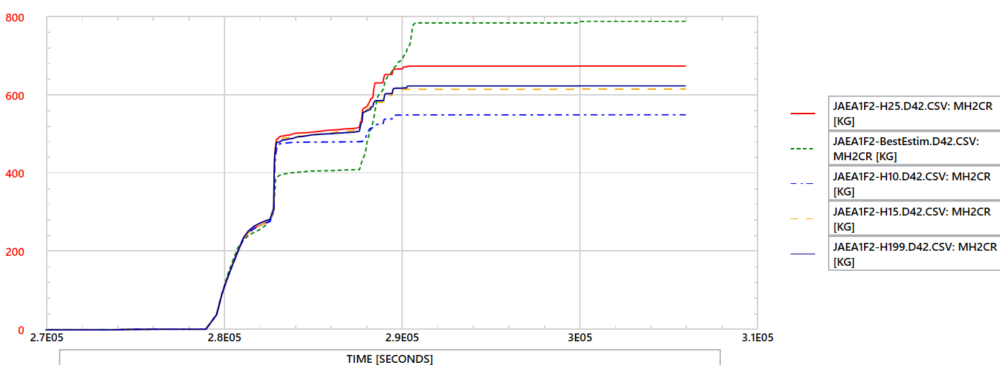 800
600
400
200
0
2.7E05 2.8E05 2.9E05 3E05 3.1E05
TIME [SECONDS]
JAEA1F2-H25.D42.CSV: MH2CR
[KG]
JAEA1F2-BestEstim.D42.CSV:
MH2CR [KG]
JAEA1F2-H10.D42.CSV: MH2CR
[KG]
JAEA1F2-H15.D42.CSV: MH2CR
[KG]
JAEA1F2-H199.D42.CSV: MH2CR
[KG]